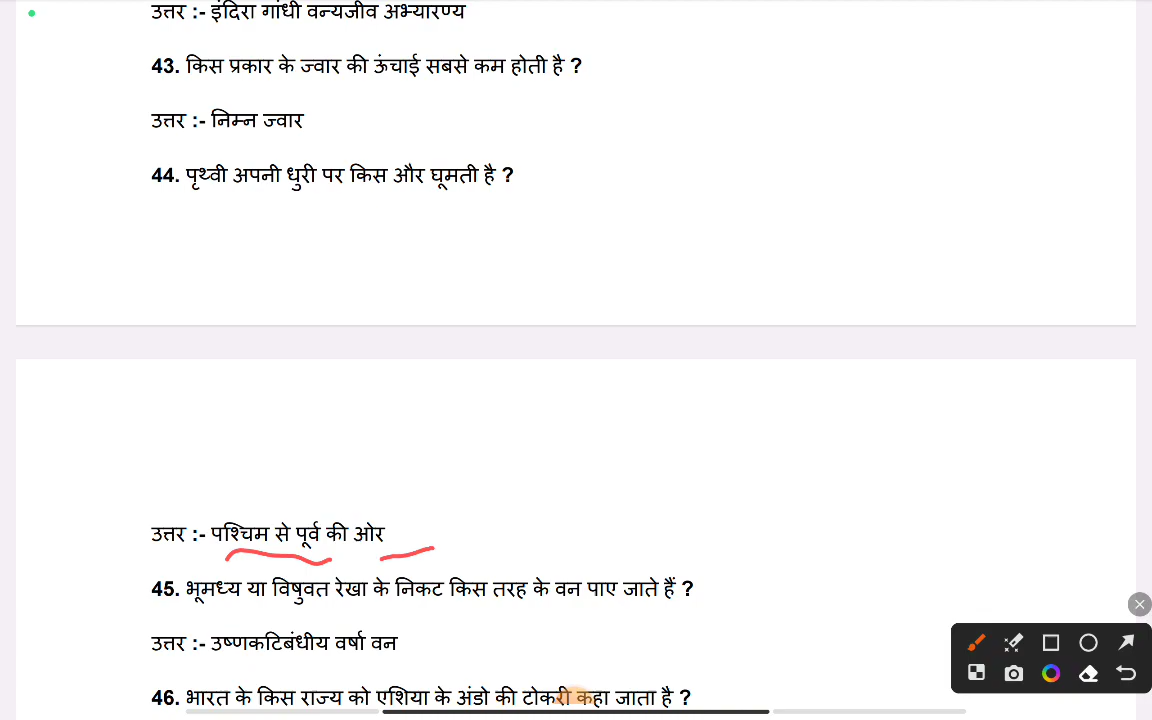 उत्तर :- इंदिरा गांधी वन्यजीव अभ्यारण्य
43. किस प्रकार के ज्वार की ऊंचाई सबसे कम होती है ?
उत्तर :- निम्न ज्वार
44. पृथ्वी अपनी धुरी पर किस और घूमती है ?
उत्तर :- पश्चिम से पूर्व की ओर
45. भूमध्य या विषुवत रेखा के निकट किस तरह के वन पाए जाते हैं ?
उत्तर :- उष्णकटिबंधीय वर्षा वन
46. भारत के किस राज्य को एशिया के अंडो की टोकरी कहा जाता है ?